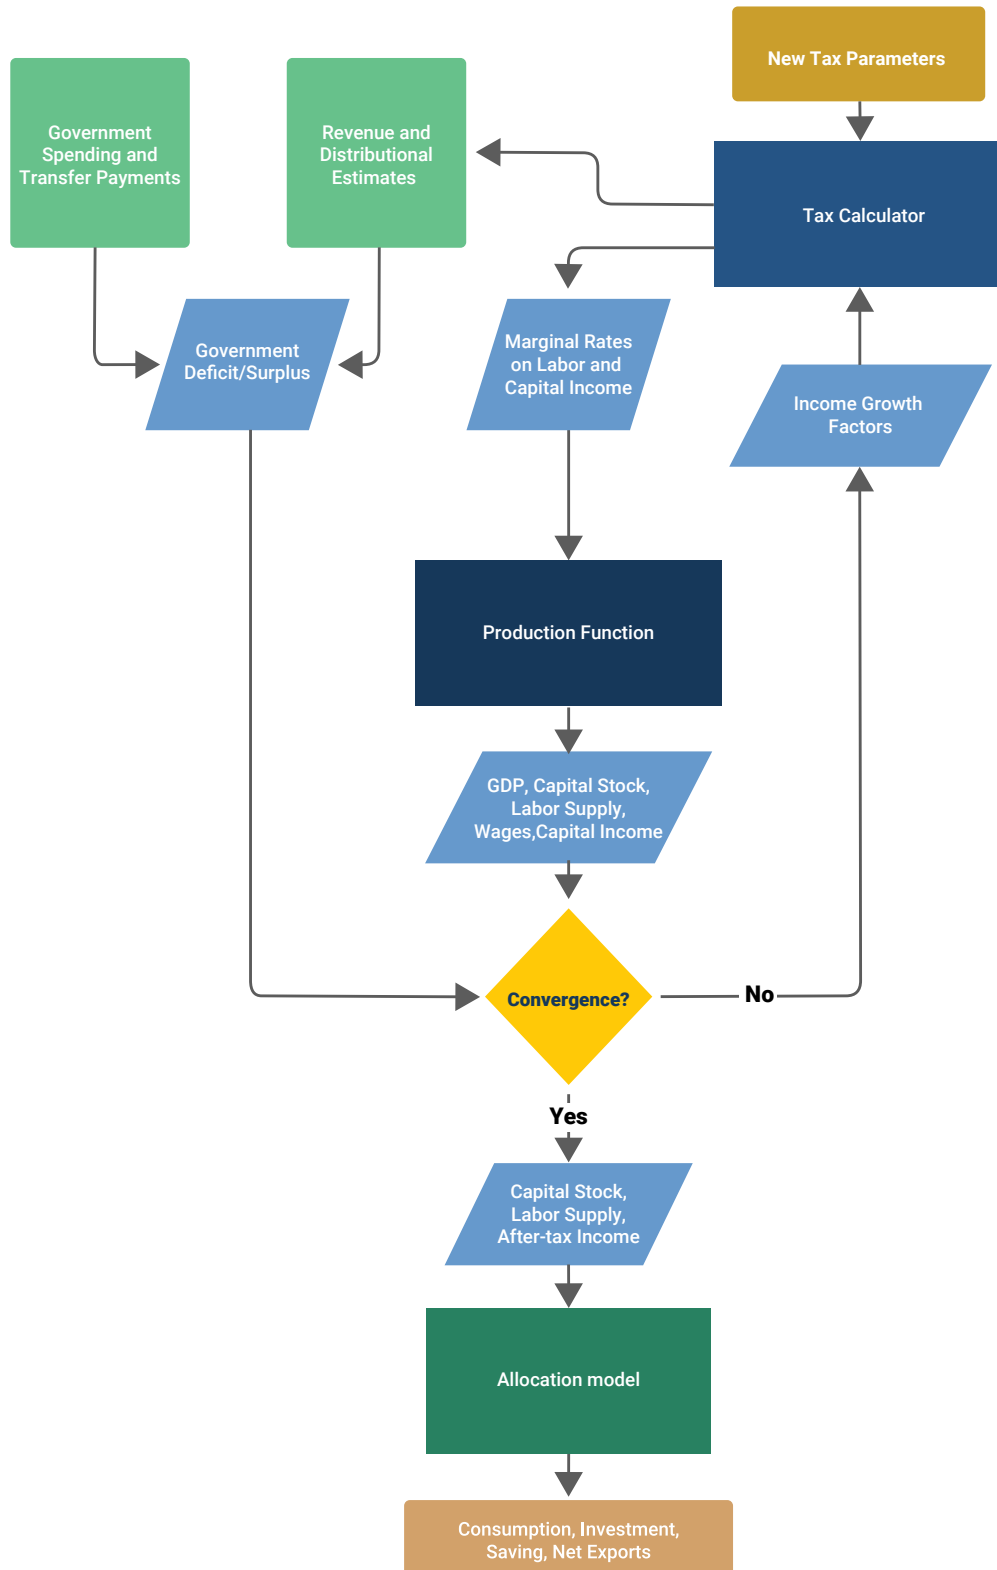 New Tax Parameters
Government
Spending and
Transfer Payments
Revenue and
Distributional
Estimates
Tax Calculator
Government
Deficit/Surplus
Marginal Rates
on Labor and
Capital Income
Income Growth
Factors
Production Function
GDP, Capital Stock,
Labor Supply,
Wages,Capital Income
Convergence?
No
Yes
Capital Stock,
Labor Supply,
After-tax Income
Allocation model
Consumption, Investment,
Saving, Net Exports